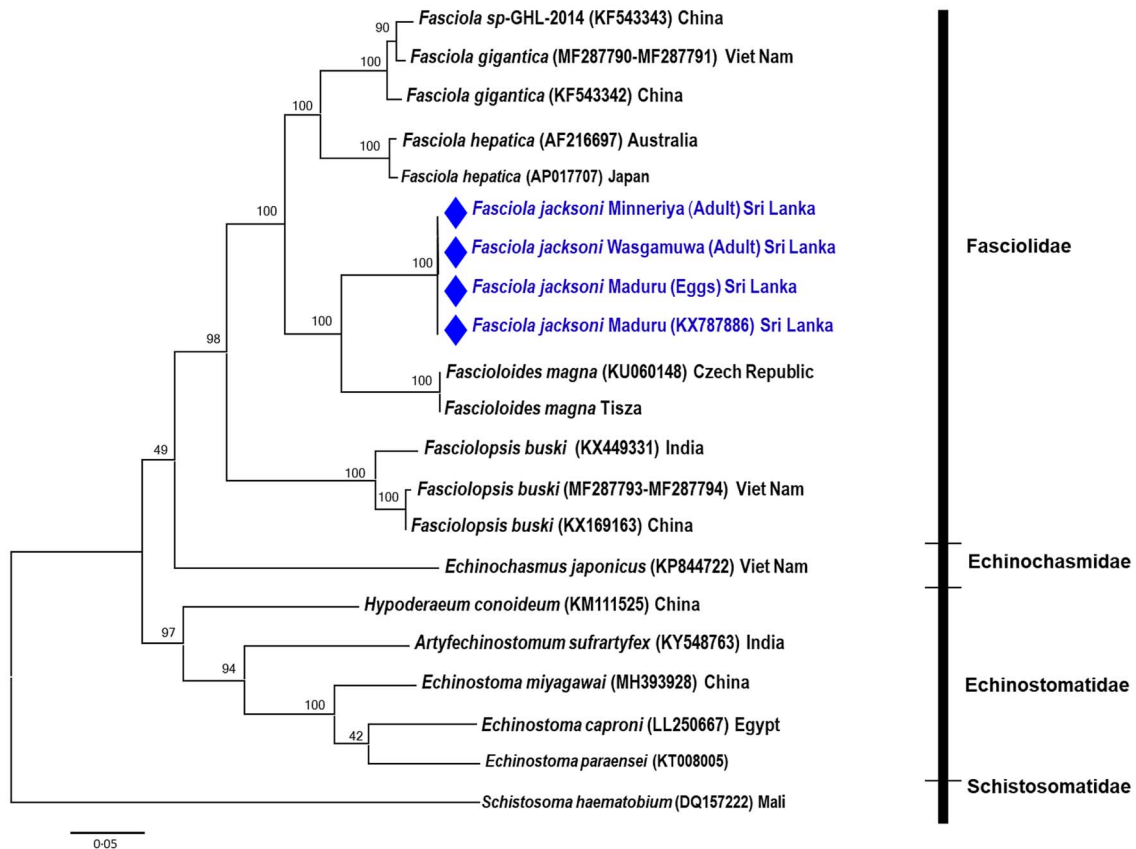 Fasciola sp-GHL-2014 (KF543343) China
90
Fasciola gigantica (MF287790-MF287791) Viet Nam
100
Fasciola gigantica (KF543342) China
100
Fasciola hepatica (AF216697) Australia
100
Fasciola hepatica (AP017707) Japan
Fasciola jacksoni Minneriya (Adult) Sri Lanka
100
Fasciola jacksoni Wasgamuwa (Adult) Sri Lanka
Fasciolidae
100
Fasciola jacksoni Maduru (Eggs) Sri Lanka
100
Fasciola jacksoni Maduru (KX787886) Sri Lanka
98
Fascioloides magna (KU060148) Czech Republic
100
Fascioloides magna Tisza
49
Fasciolopsis buski (KX449331) India
100
Fasciolopsis buski (MF287793-MF287794) Viet Nam
100
Fasciolopsis buski (KX169163) China
Echinochasmus japonicus (KP844722) Viet Nam
Echinochasmidae
Hypoderaeum conoideum (KM111525) China
97
Artyfechinostomum sufrartyfex (KY548763) India
94
Echinostoma miyagawai (MH393928) China
Echinostomatidae
100
Echinostoma caproni (LL250667) Egypt
42
Echinostoma paraensei (KT008005)
Schistosomatidae
Schistosoma haematobium (DQ157222) Mali
0·05